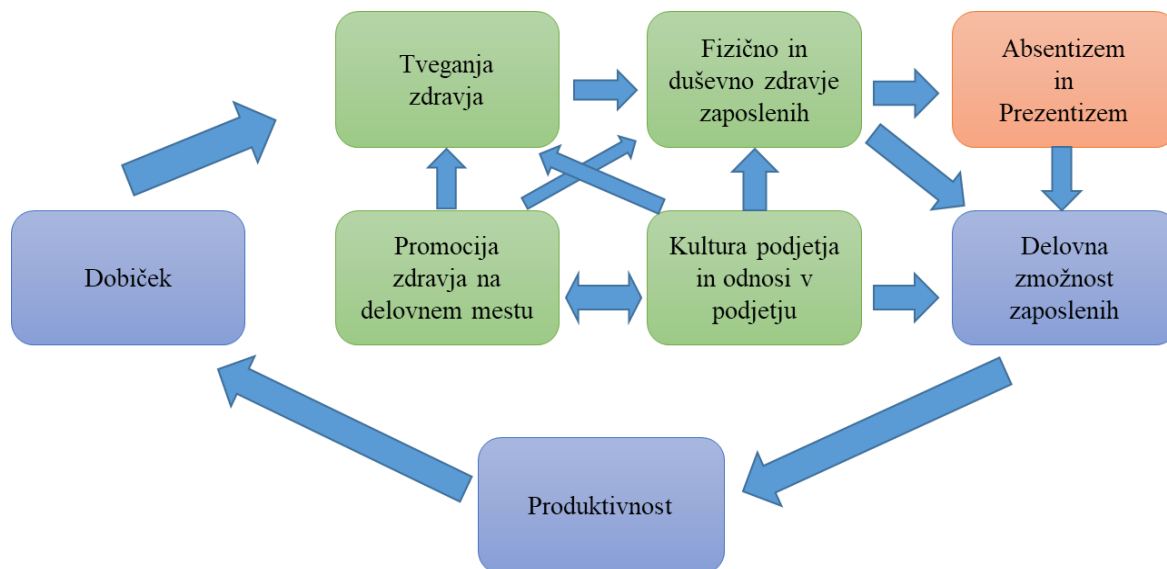 Tveganja
zdravja
Fizično in
duševno zdravje
zaposlenih
Absentizem
in
Prezentizem
Dobiček
Promocija
zdravja na
delovnem mestu
Kultura podjetja
in odnosi v
podjetju
Delovna
zmožnost
zaposlenih
Produktivnost